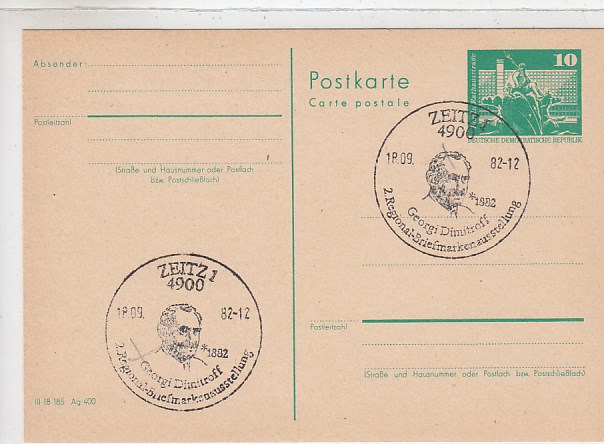 Absender:
Postleitzahl
(Straße und Hausnummer oder Postfach
bzw. Postschließfach)
Postkarte
Carte postale
10
Rathausstraße
DEUTSCHE DEMOKRATISCHE REPUBLIK
ZEITZ 1
4900
18.09. 82-12
*1882
Georgi Dimitroff
2. Regional-Briefmarkenausstellung
ZEITZ 1
4900
18.09. 82-12
*1882
Georgi Dimitroff
2. Regional-Briefmarkenausstellung
Postleitzahl
(Straße und Hausnummer oder Postfach bzw. Postschließfach)
III 18 185 Ag 400